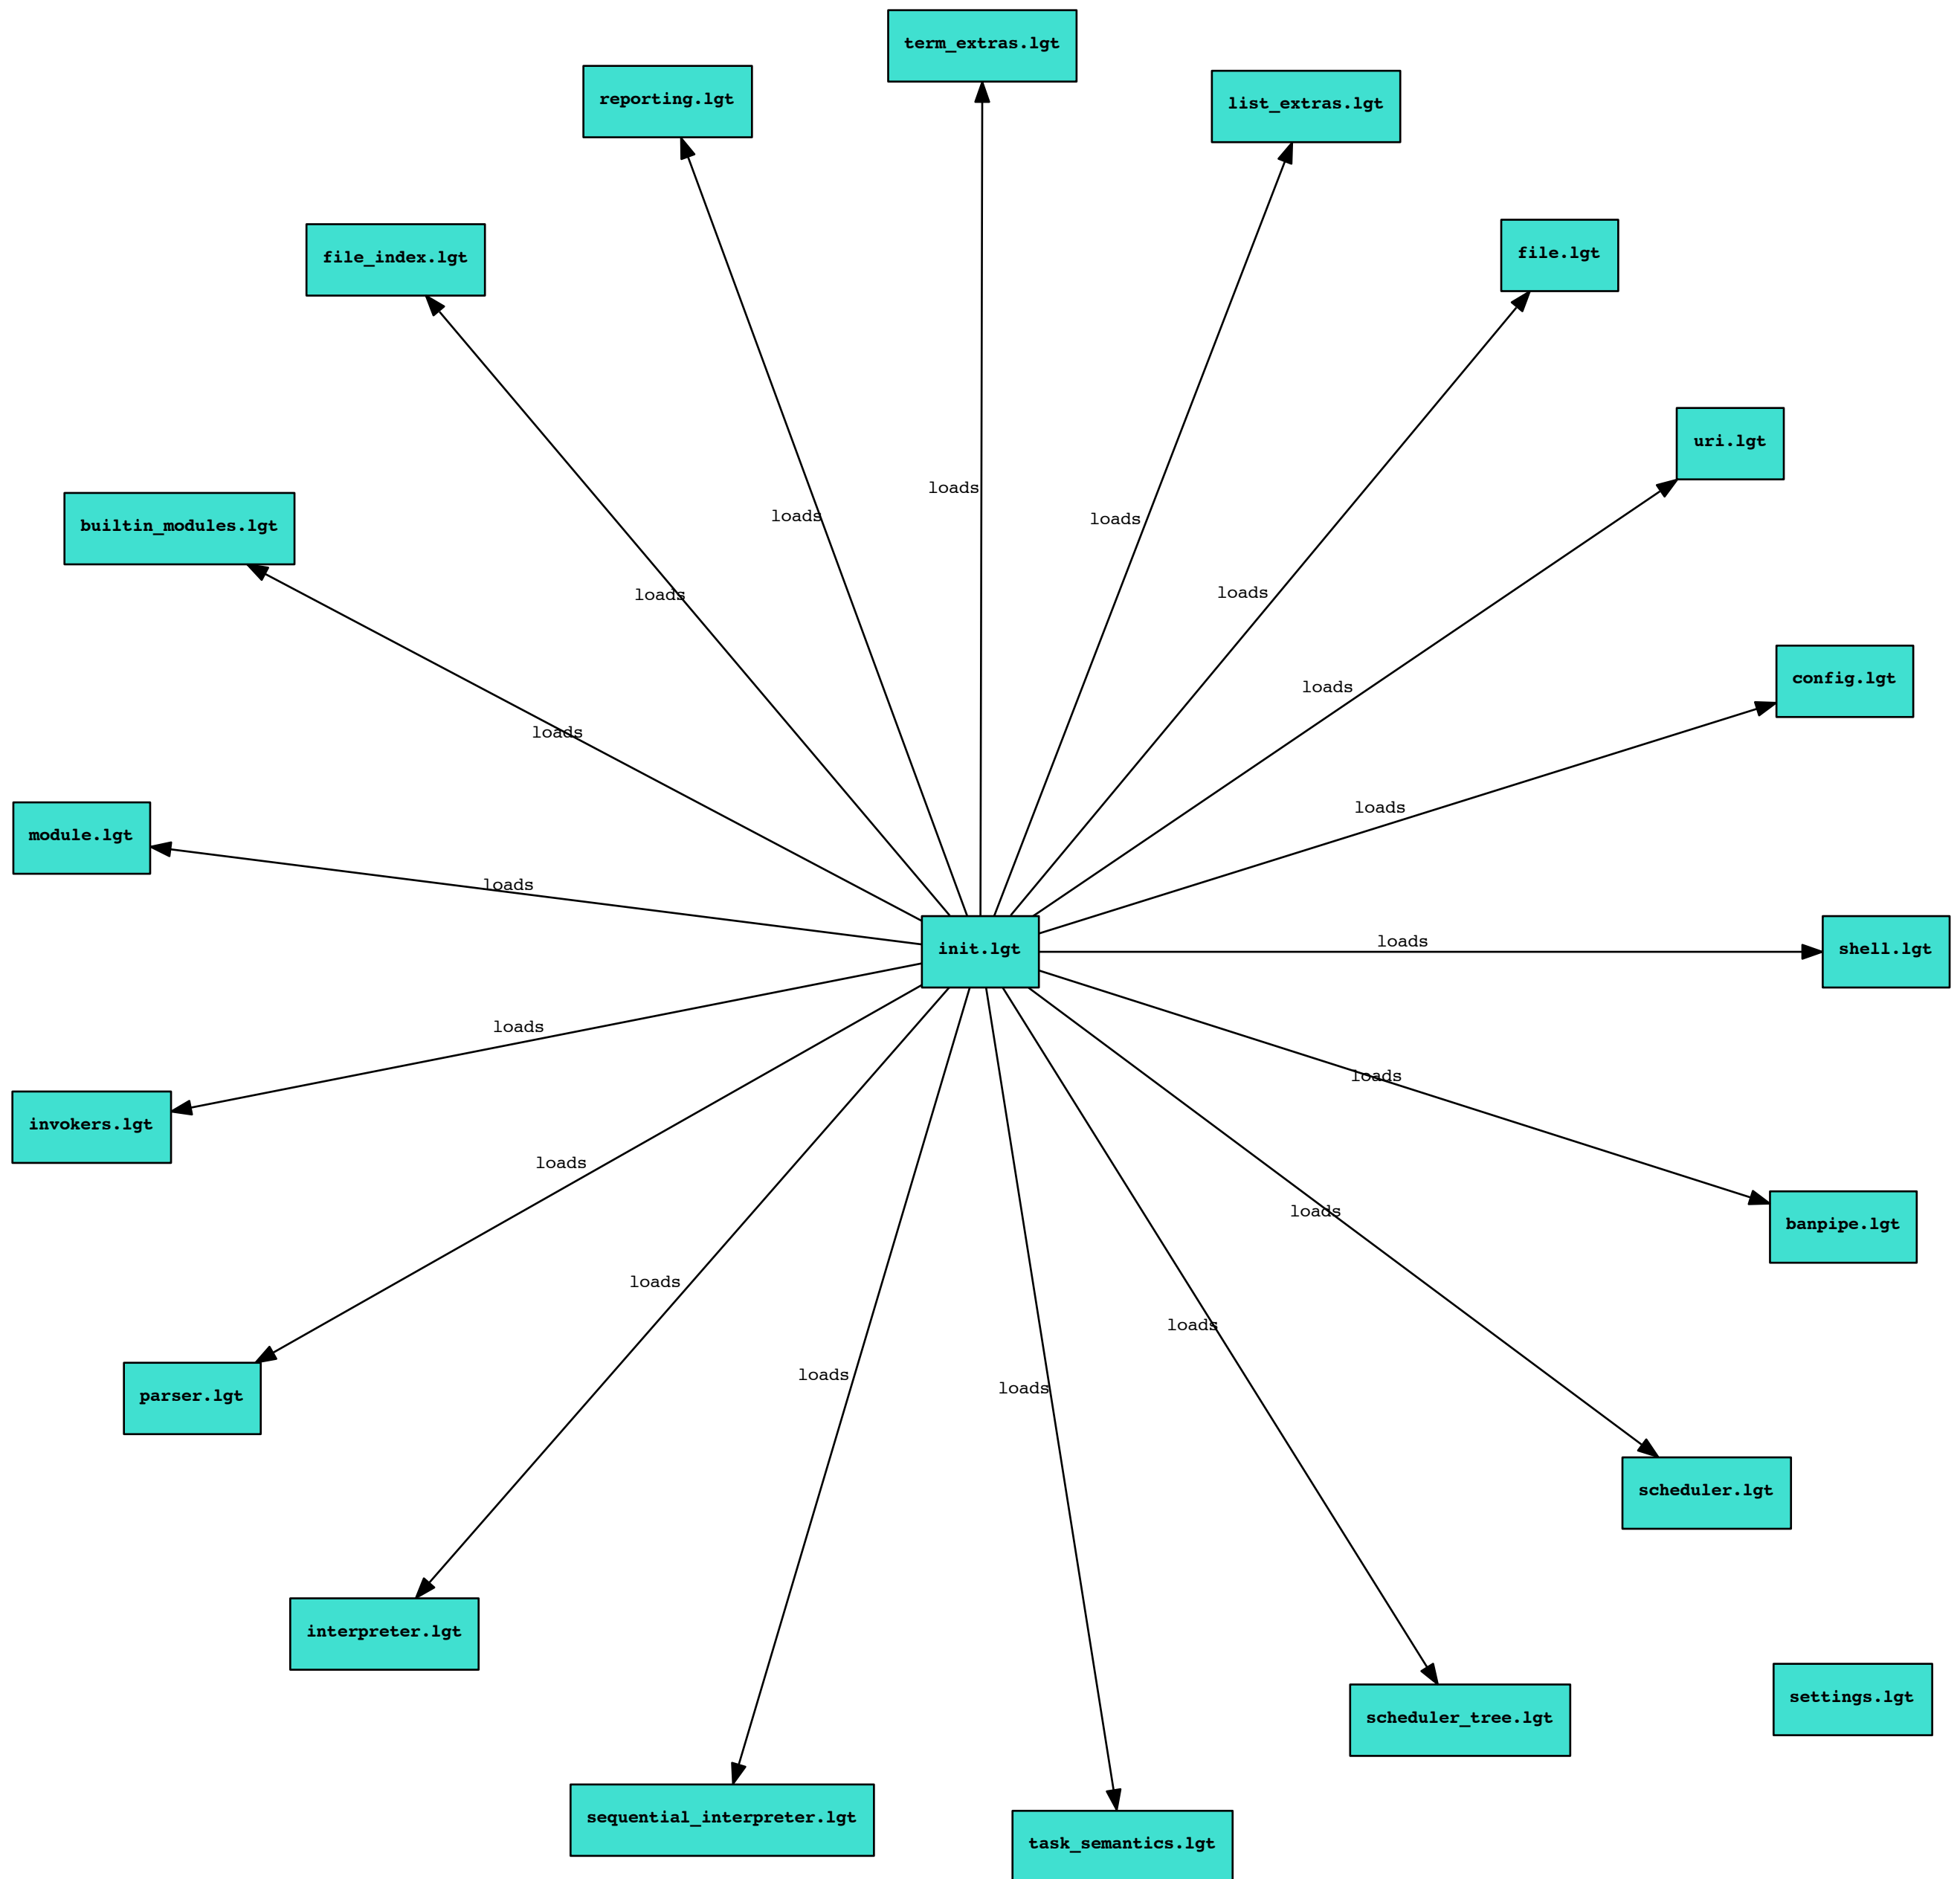 term_extras.lgt
reporting.lgt
list_extras.lgt
file_index.lgt
file.lgt
uri.lgt
loads
loads
loads
builtin_modules.lgt
loads
loads
config.lgt
loads
loads
loads
module.lgt
loads
loads
init.lgt
loads
shell.lgt
loads
loads
invokers.lgt
loads
loads
banpipe.lgt
loads
loads
loads
loads
parser.lgt
scheduler.lgt
interpreter.lgt
settings.lgt
scheduler_tree.lgt
sequential_interpreter.lgt
task_semantics.lgt